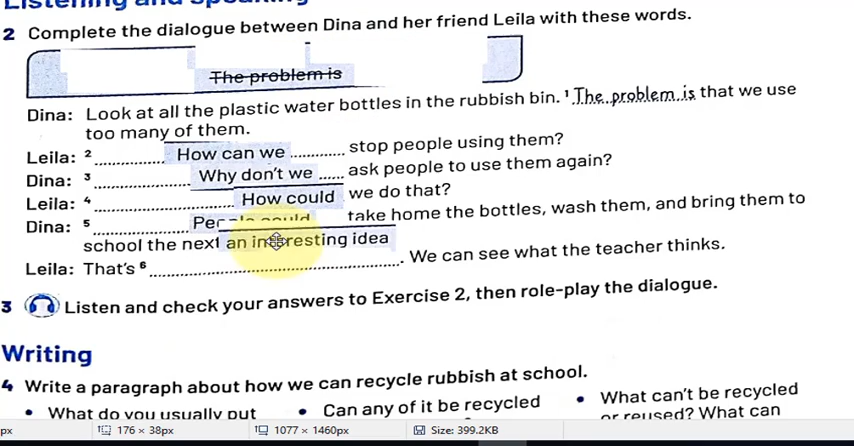 Listening and speaking
2 Complete the dialogue between Dina and her friend Leila with these words.
The problem is
Dina: Look at all the plastic water bottles in the rubbish bin. ¹ The problem is that we use
too many of them.
Leila: ² How can we stop people using them?
Dina: ³ Why don't we ask people to use them again?
Leila: ⁴ How could we do that?
Dina: ⁵ People could take home the bottles, wash them, and bring them to
school the next an interesting idea
Leila: That's ⁶ . We can see what the teacher thinks.
3 Listen and check your answers to Exercise 2, then role-play the dialogue.
Writing
4 Write a paragraph about how we can recycle rubbish at school.
• What do you usually put • Can any of it be recycled • What can't be recycled
or reused? What can
px 176 × 38px 1077 × 1460px Size: 399.2KB